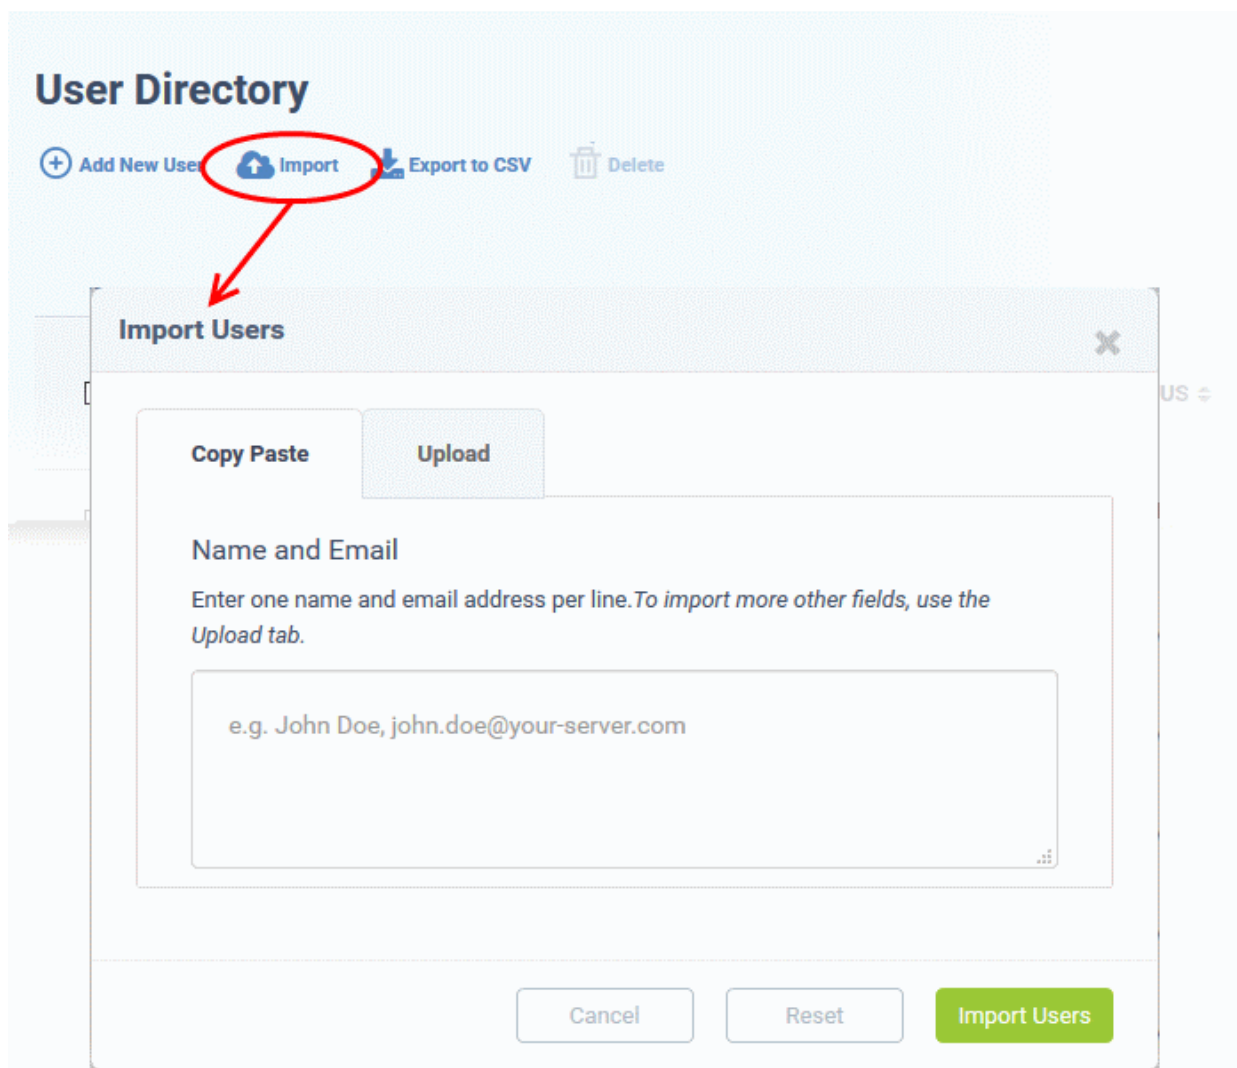 User Directory
Add New User Import Export to CSV Delete
Import Users
US
Copy Paste Upload
Name and Email
Enter one name and email address per line.To import more other fields, use the
Upload tab.
e.g. John Doe, john.doe@your-server.com
Cancel Reset Import Users